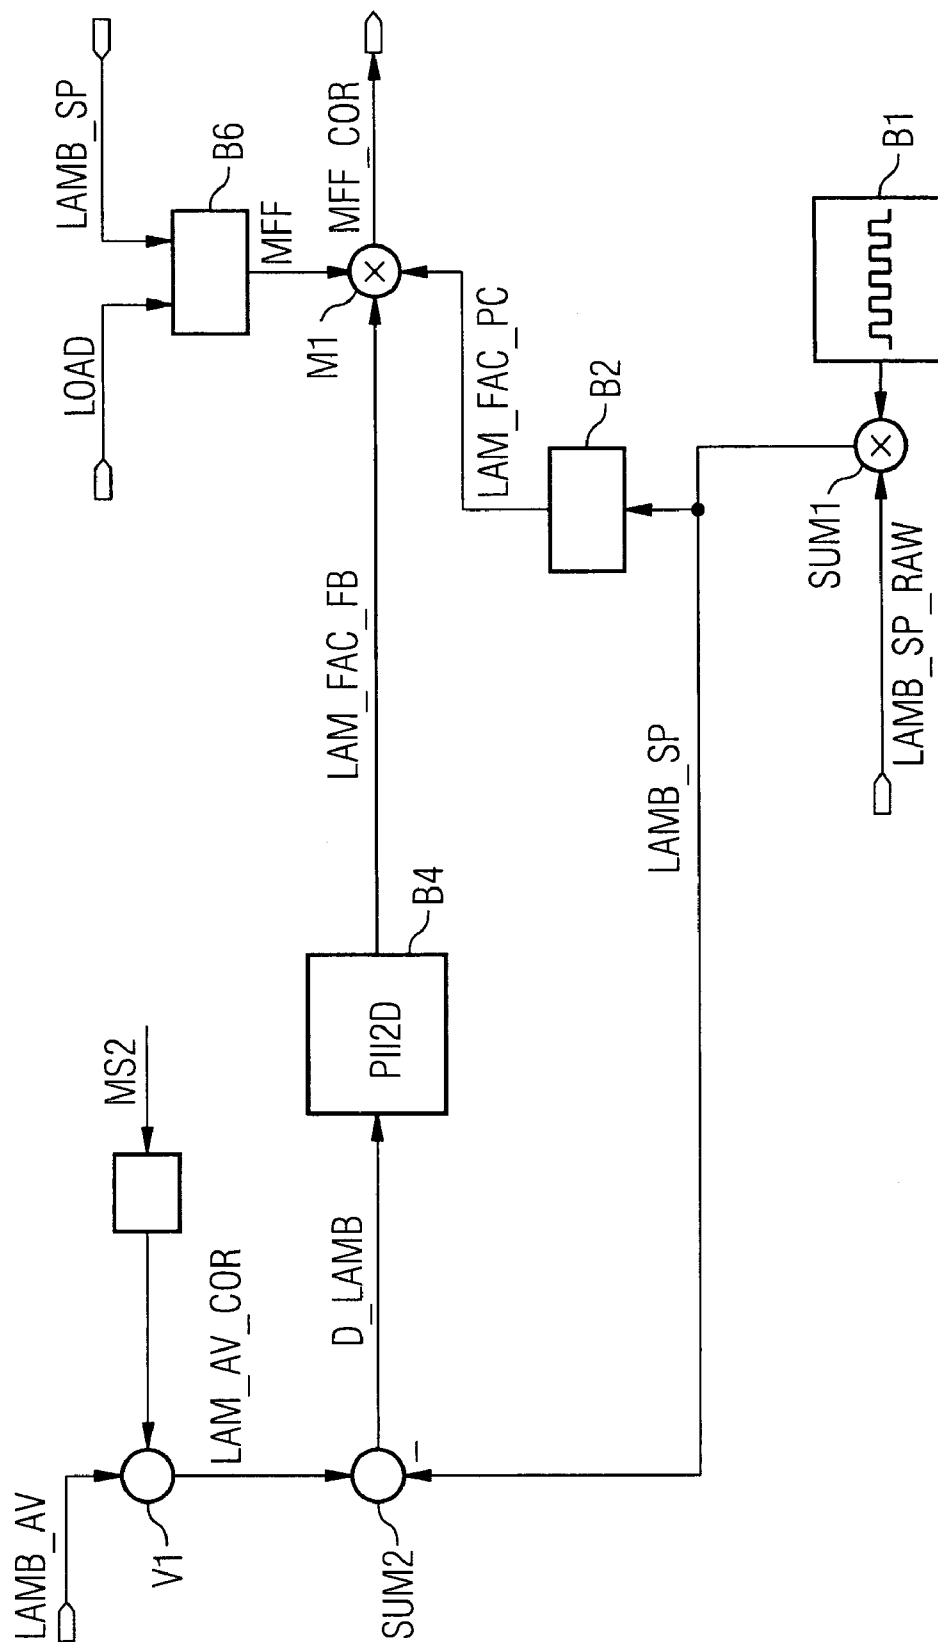 LAMB_AV
V1
MS2
LAM_AV_COR
SUM2
D_LAMB
PII2D
B4
LAM_FAC_FB
LOAD
LAMB_SP
B6
MFF
M1
MFF_COR
LAM_FAC_PC
B2
LAMB_SP
SUM1
LAMB_SP_RAW
B1